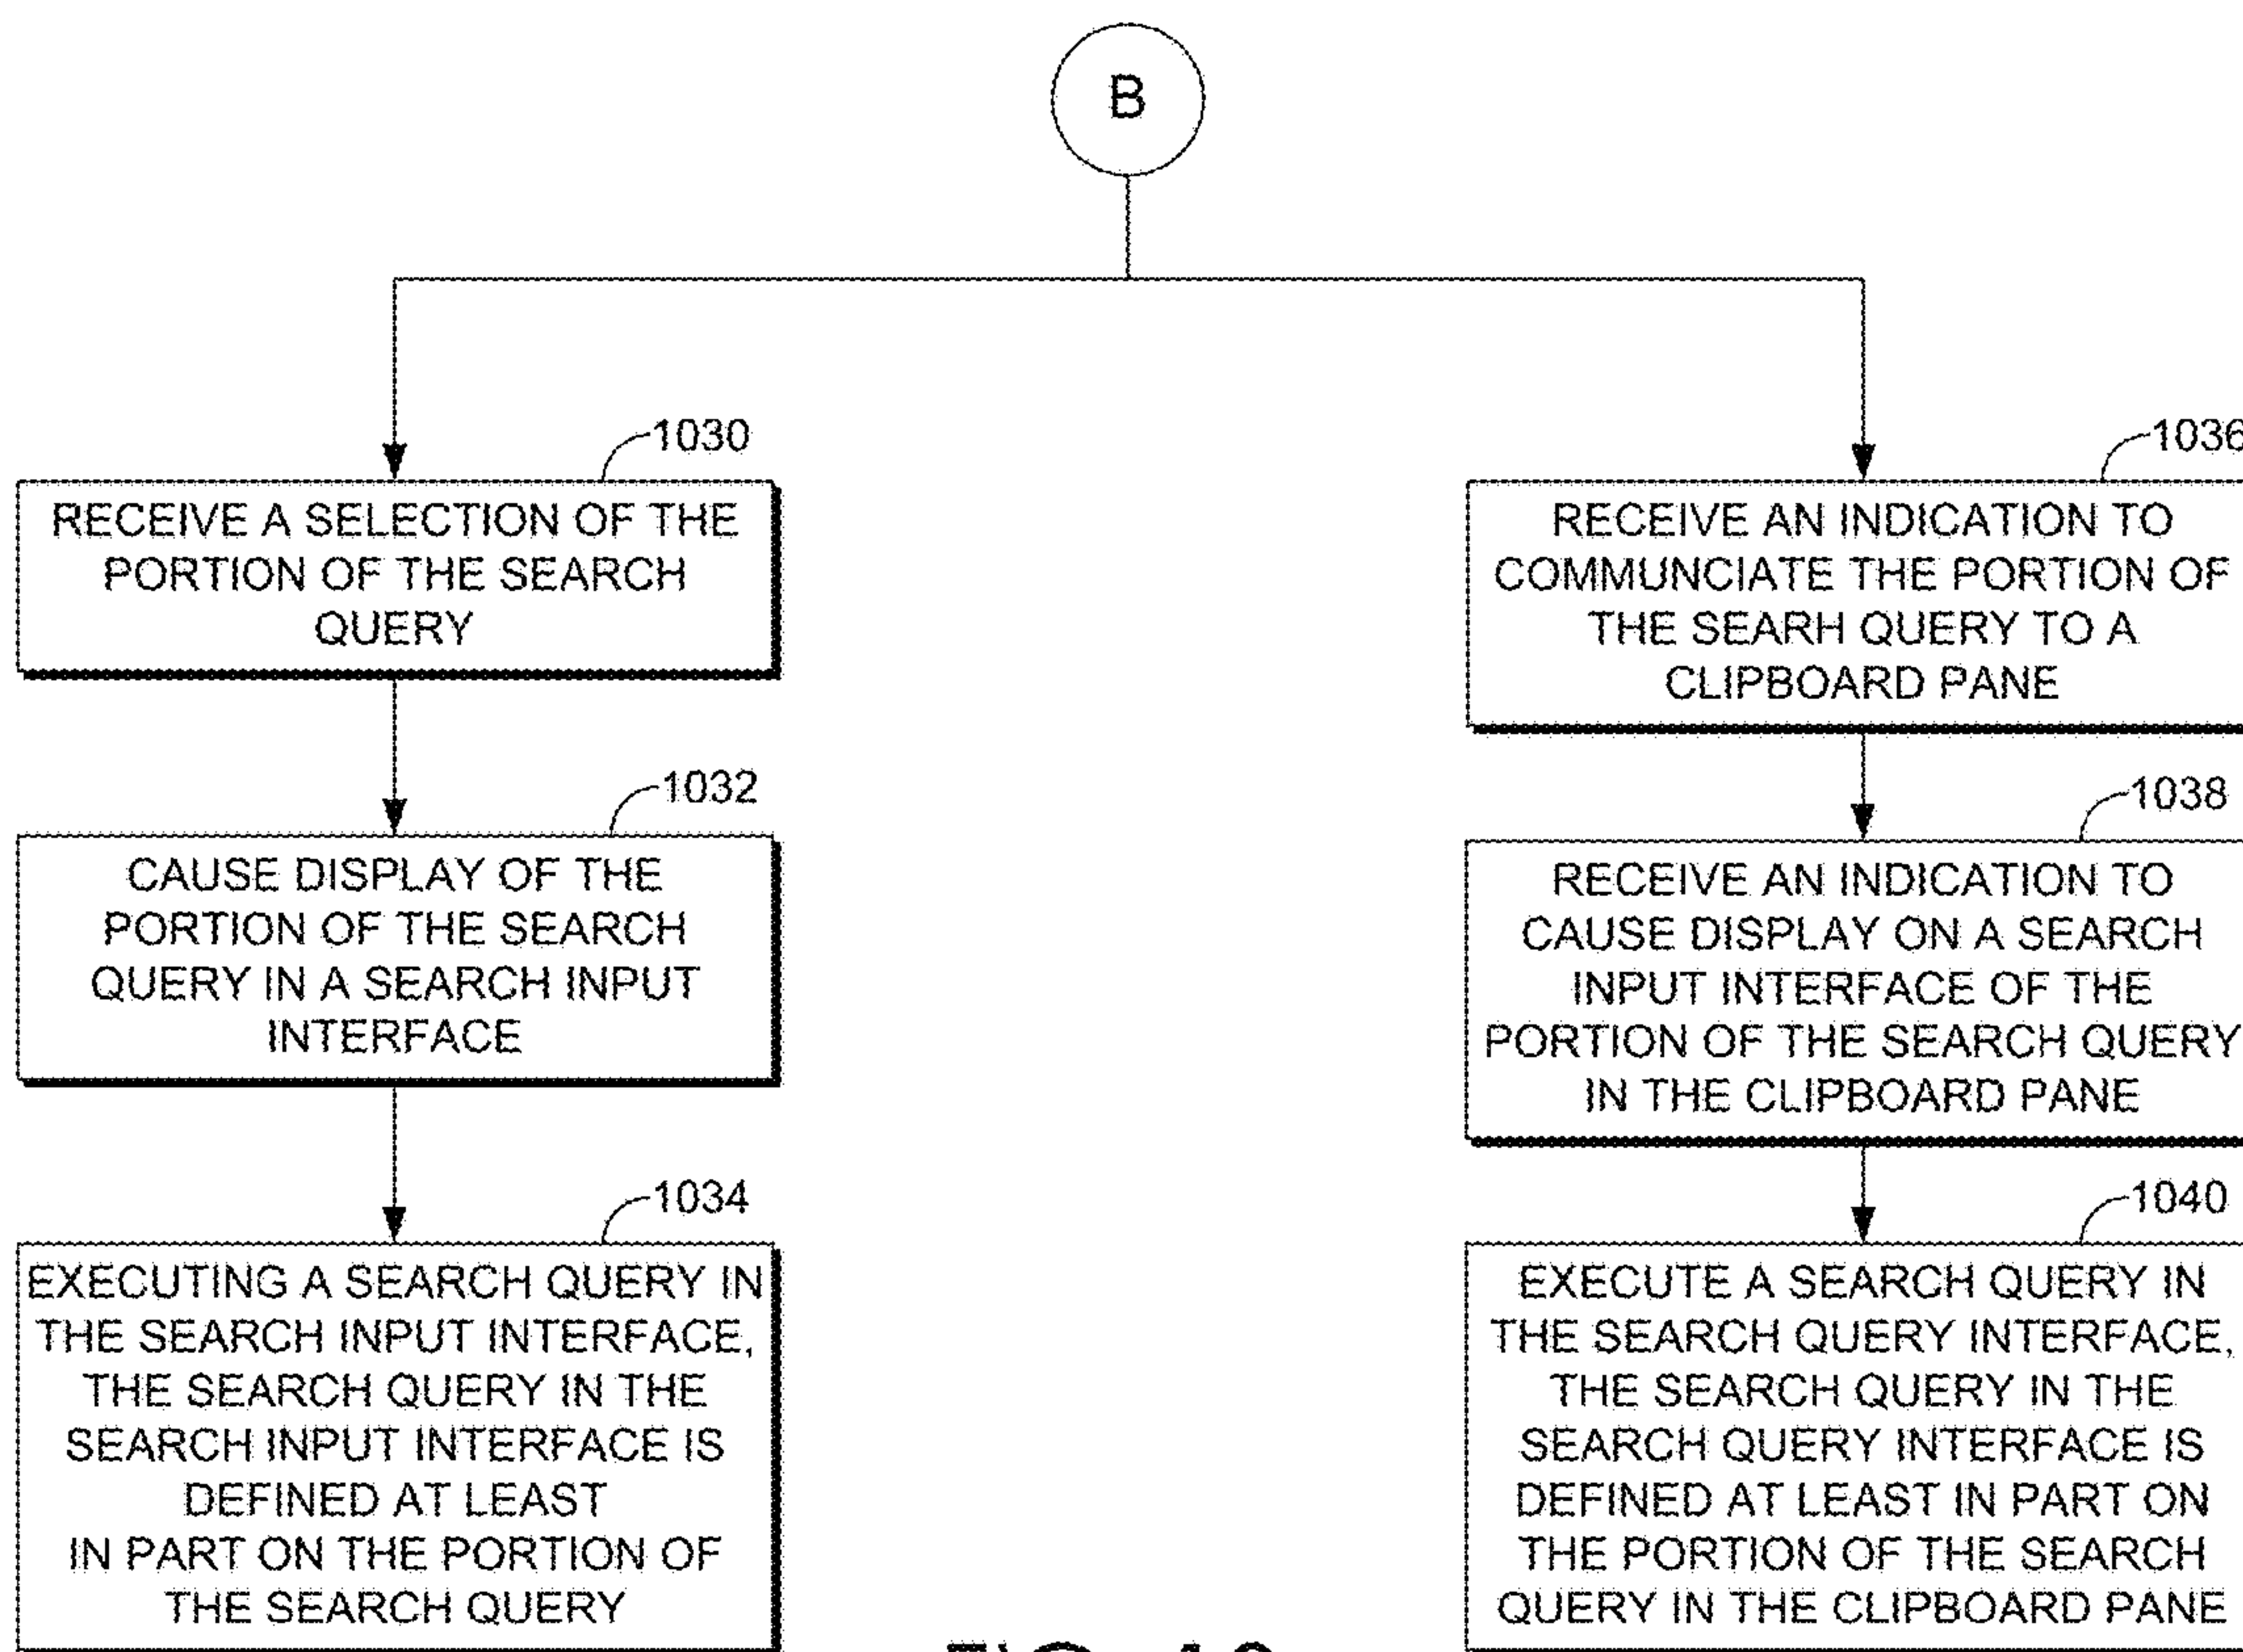 B
1030
RECEIVE A SELECTION OF THE
PORTION OF THE SEARCH
QUERY
1032
CAUSE DISPLAY OF THE
PORTION OF THE SEARCH
QUERY IN A SEARCH INPUT
INTERFACE
1034
EXECUTING A SEARCH QUERY IN
THE SEARCH INPUT INTERFACE,
THE SEARCH QUERY IN THE
SEARCH INPUT INTERFACE IS
DEFINED AT LEAST
IN PART ON THE PORTION OF
THE SEARCH QUERY
1036
RECEIVE AN INDICATION TO
COMMUNCIATE THE PORTION OF
THE SEARH QUERY TO A
CLIPBOARD PANE
1038
RECEIVE AN INDICATION TO
CAUSE DISPLAY ON A SEARCH
INPUT INTERFACE OF THE
PORTION OF THE SEARCH QUERY
IN THE CLIPBOARD PANE
1040
EXECUTE A SEARCH QUERY IN
THE SEARCH QUERY INTERFACE,
THE SEARCH QUERY IN THE
SEARCH QUERY INTERFACE IS
DEFINED AT LEAST IN PART ON
THE PORTION OF THE SEARCH
QUERY IN THE CLIPBOARD PANE